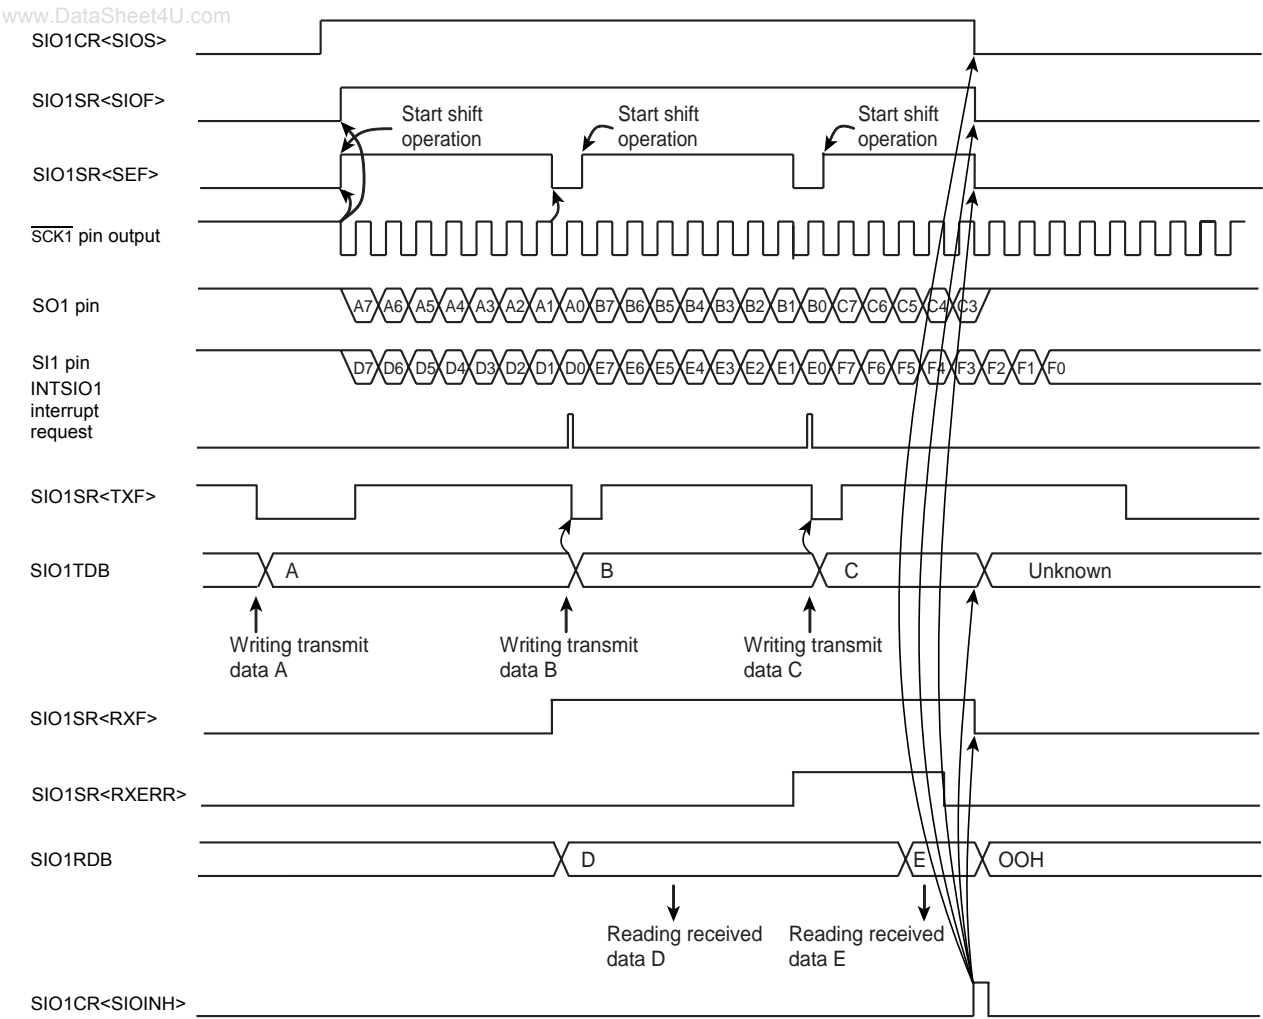 www.DataSheet4U.com
SIO1CR<SIOS>
SIO1SR<SIOF>
Start shift
operation
Start shift
operation
Start shift
operation
SIO1SR<SEF>
SCK1 pin output
SO1 pin
A7 A6 A5 A4 A3 A2 A1 A0 B7 B6 B5 B4 B3 B2 B1 B0 C7 C6 C5 C4 C3
SI1 pin
D7 D6 D5 D4 D3 D2 D1 D0 E7 E6 E5 E4 E3 E2 E1 E0 F7 F6 F5 F4 F3 F2 F1 F0
INTSIO1
interrupt
request
SIO1SR<TXF>
SIO1TDB
A B C Unknown
Writing transmit
data A
Writing transmit
data B
Writing transmit
data C
SIO1SR<RXF>
SIO1SR<RXERR>
SIO1RDB
D E OOH
Reading received
data D
Reading received
data E
SIO1CR<SIOINH>